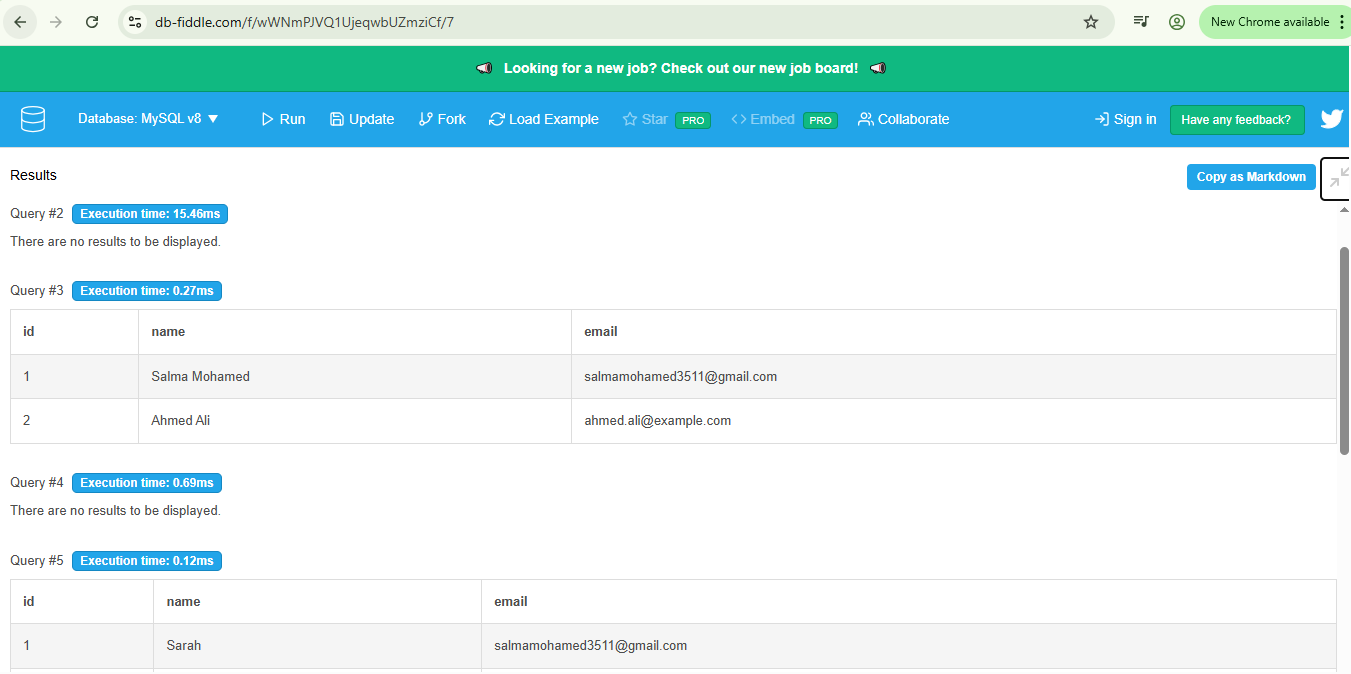 db-fiddle.com/f/wWNmPJVQ1UjeqwbUZmziCf/7 New Chrome available
Looking for a new job? Check out our new job board!
Database: MySQL v8 Run Update Fork Load Example Star PRO Embed PRO Collaborate Sign in Have any feedback?
Results Copy as Markdown
Query #2 Execution time: 15.46ms
There are no results to be displayed.
Query #3 Execution time: 0.27ms
id name email
1 Salma Mohamed salmamohamed3511@gmail.com
2 Ahmed Ali ahmed.ali@example.com
Query #4 Execution time: 0.69ms
There are no results to be displayed.
Query #5 Execution time: 0.12ms
id name email
1 Sarah salmamohamed3511@gmail.com